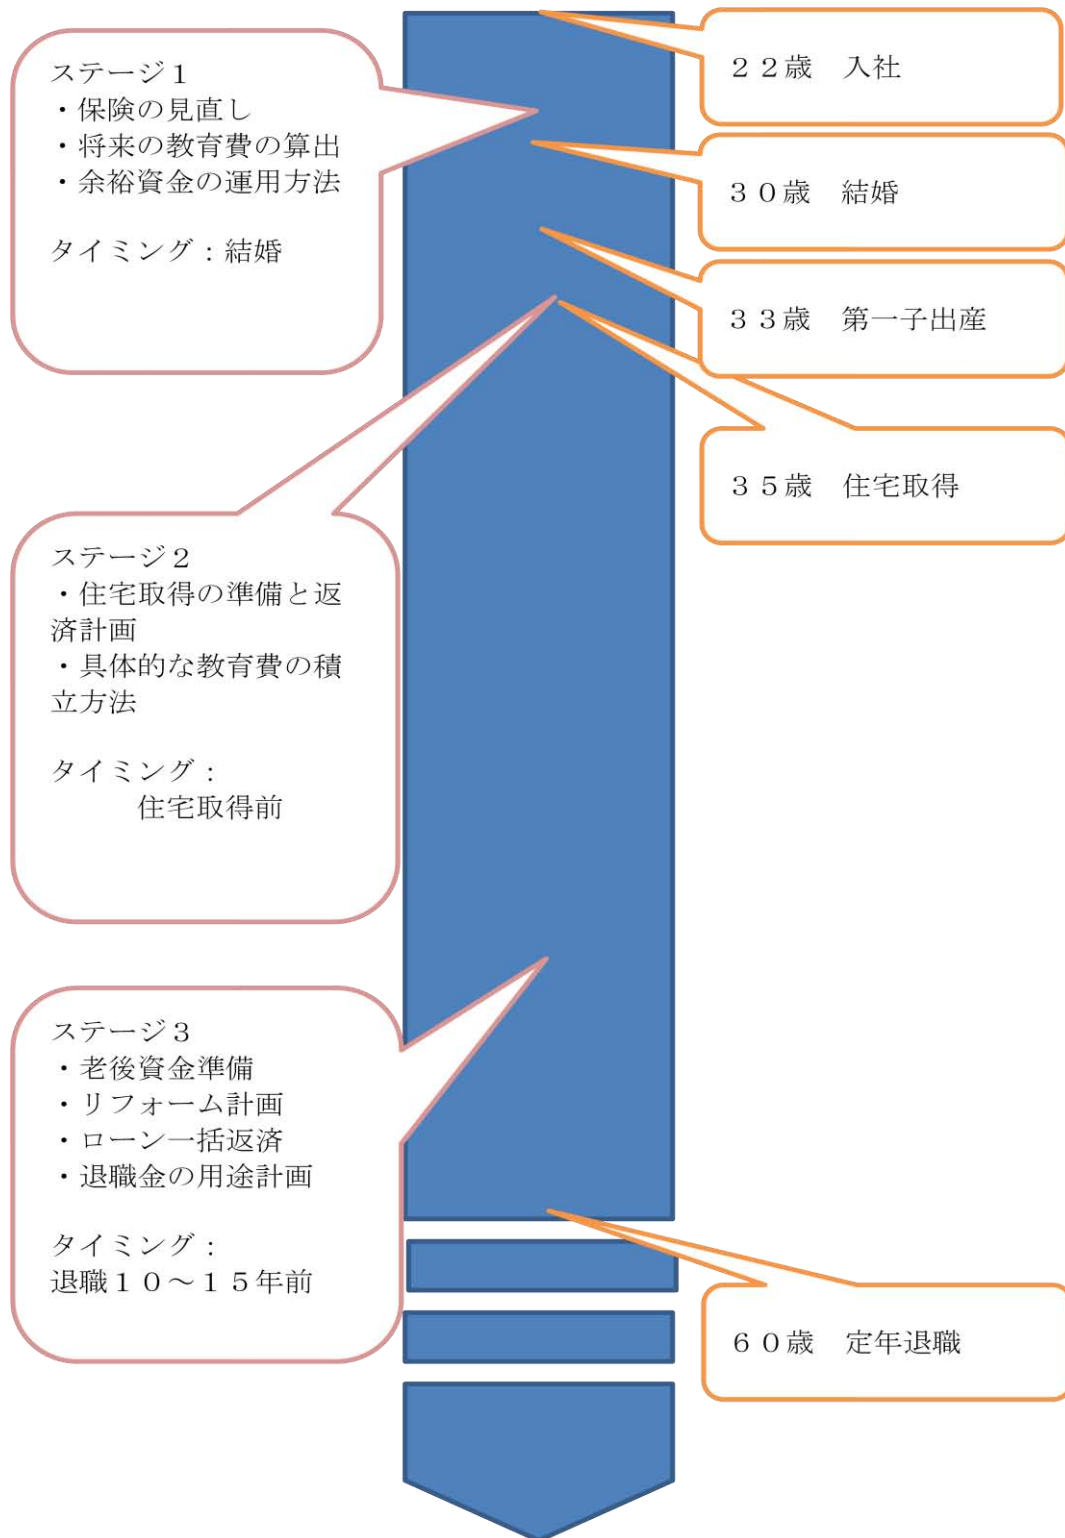 ステージ１
・保険の見直し
・将来の教育費の算出
・余裕資金の運用方法
タイミング：結婚
２２歳　入社
３０歳　結婚
３３歳　第一子出産
３５歳　住宅取得
ステージ２
・住宅取得の準備と返
済計画
・具体的な教育費の積
立方法
タイミング：
住宅取得前
ステージ３
・老後資金準備
・リフォーム計画
・ローン一括返済
・退職金の用途計画
タイミング：
退職１０～１５年前
６０歳　定年退職